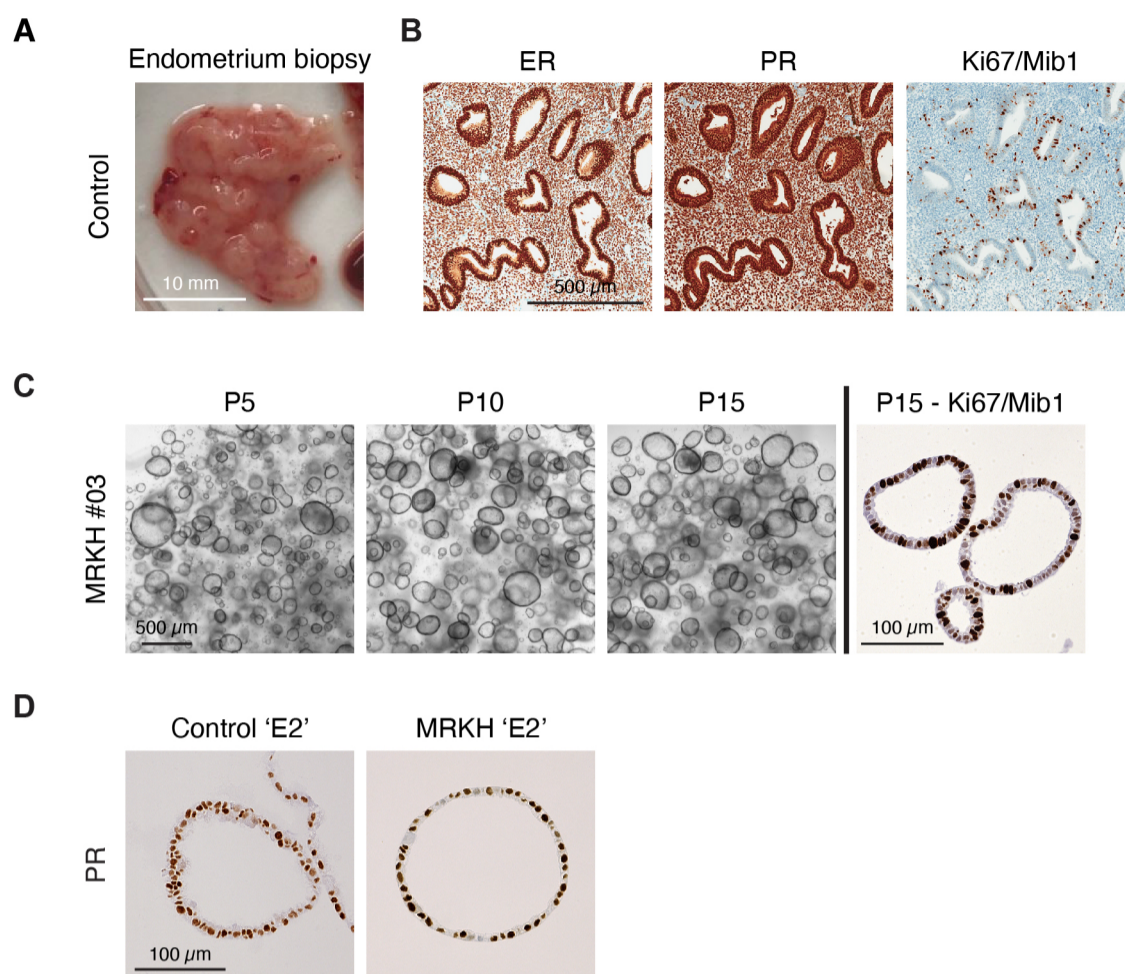 A
Endometrium biopsy
Control
10 mm
B
ER
PR
Ki67/Mib1
500 µm
C
P5
P10
P15
P15 - Ki67/Mib1
MRKH #03
500 µm
100 µm
D
Control ‘E2’
MRKH ‘E2’
PR
100 µm